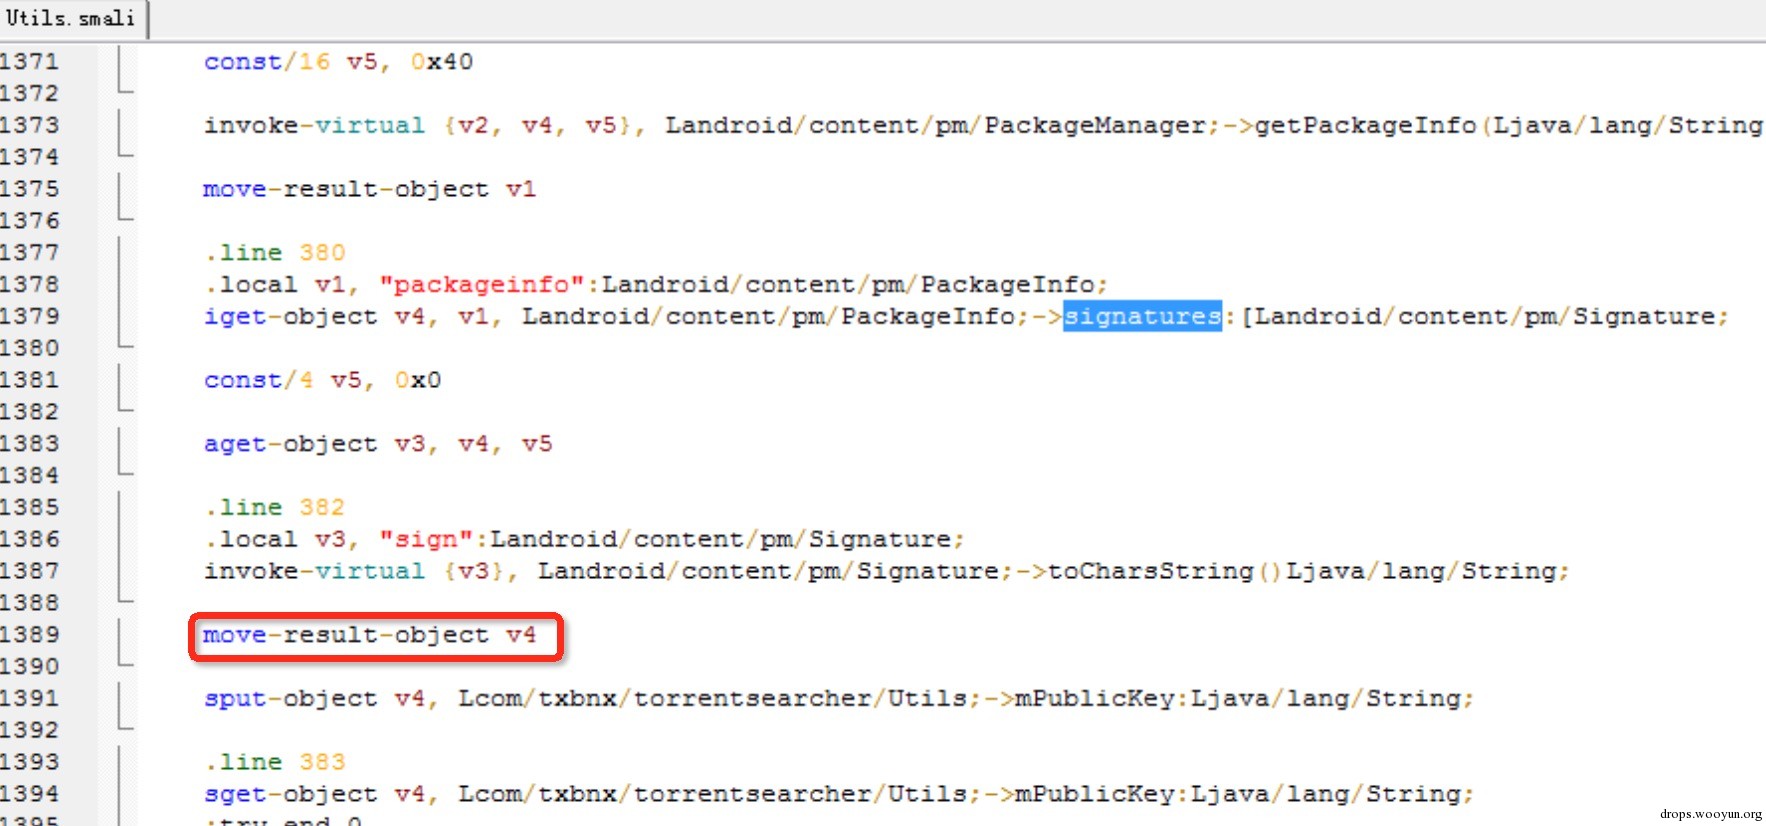 Utils.smali
1371 const/16 v5, 0x40
1372
1373 invoke-virtual {v2, v4, v5}, Landroid/content/pm/PackageManager;->getPackageInfo(Ljava/lang/String
1374
1375 move-result-object v1
1376
1377 .line 380
1378 .local v1, "packageinfo":Landroid/content/pm/PackageInfo;
1379 iget-object v4, v1, Landroid/content/pm/PackageInfo;->signatures:[Landroid/content/pm/Signature;
1380
1381 const/4 v5, 0x0
1382
1383 aget-object v3, v4, v5
1384
1385 .line 382
1386 .local v3, "sign":Landroid/content/pm/Signature;
1387 invoke-virtual {v3}, Landroid/content/pm/Signature;->toCharsString()Ljava/lang/String;
1388
1389 move-result-object v4
1390
1391 sput-object v4, Lcom/txbnx/torrentsearcher/Utils;->mPublicKey:Ljava/lang/String;
1392
1393 .line 383
1394 sget-object v4, Lcom/txbnx/torrentsearcher/Utils;->mPublicKey:Ljava/lang/String;
1395 :try_end_0
drops.wooyun.org